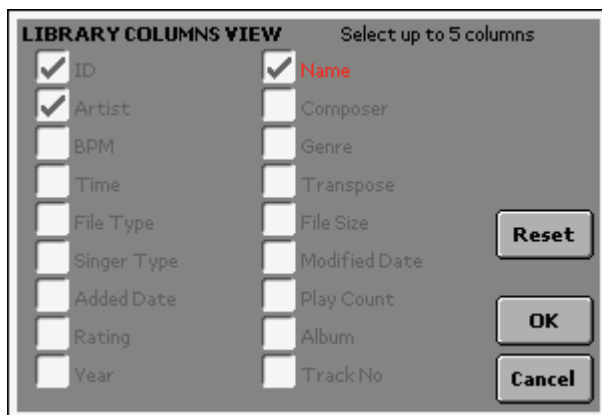 LIBRARY COLUMNS VIEW Select up to 5 columns
ID Name
Artist Composer
BPM Genre
Time Transpose
File Type File Size
Reset
Singer Type Modified Date
Added Date Play Count
OK
Rating Album
Year Track No
Cancel